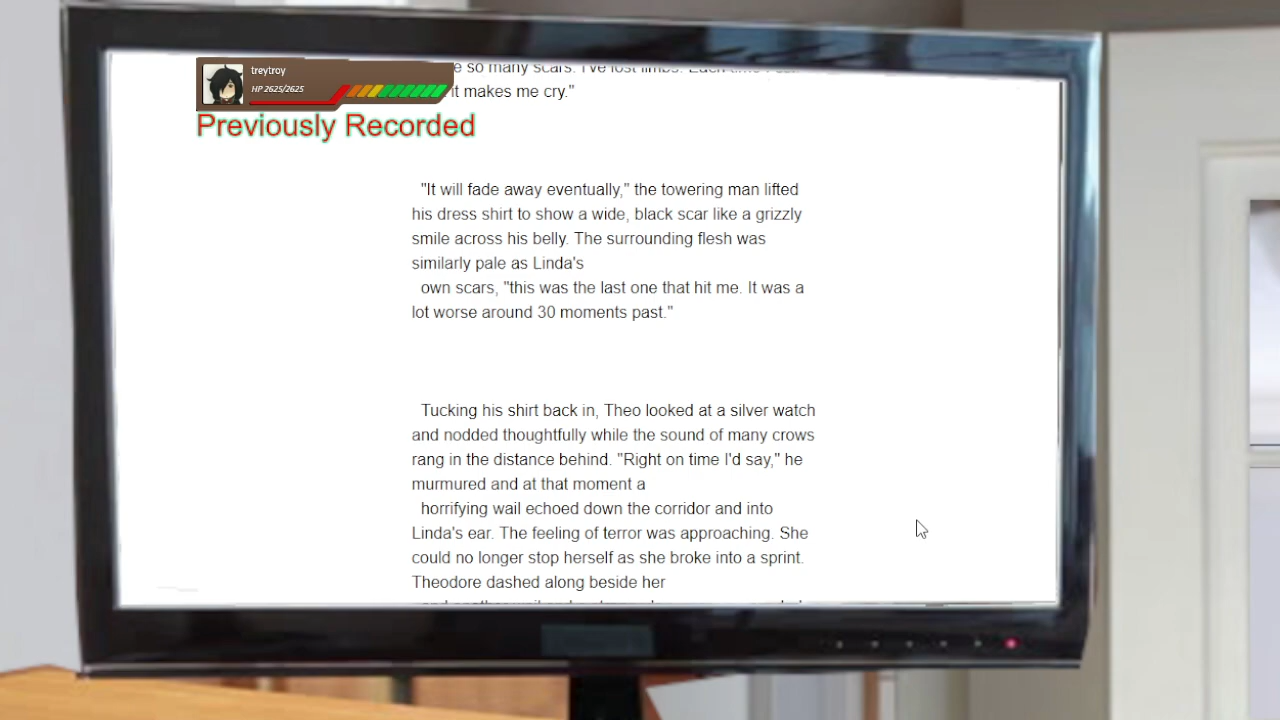 treytroy
HP 2625/2625
Previously Recorded
so many scars. I've lost limbs. Each time I
it makes me cry."
"It will fade away eventually," the towering man lifted
his dress shirt to show a wide, black scar like a grizzly
smile across his belly. The surrounding flesh was
similarly pale as Linda's
own scars, "this was the last one that hit me. It was a
lot worse around 30 moments past."
Tucking his shirt back in, Theo looked at a silver watch
and nodded thoughtfully while the sound of many crows
rang in the distance behind. "Right on time I'd say," he
murmured and at that moment a
horrifying wail echoed down the corridor and into
Linda's ear. The feeling of terror was approaching. She
could no longer stop herself as she broke into a sprint.
Theodore dashed along beside her